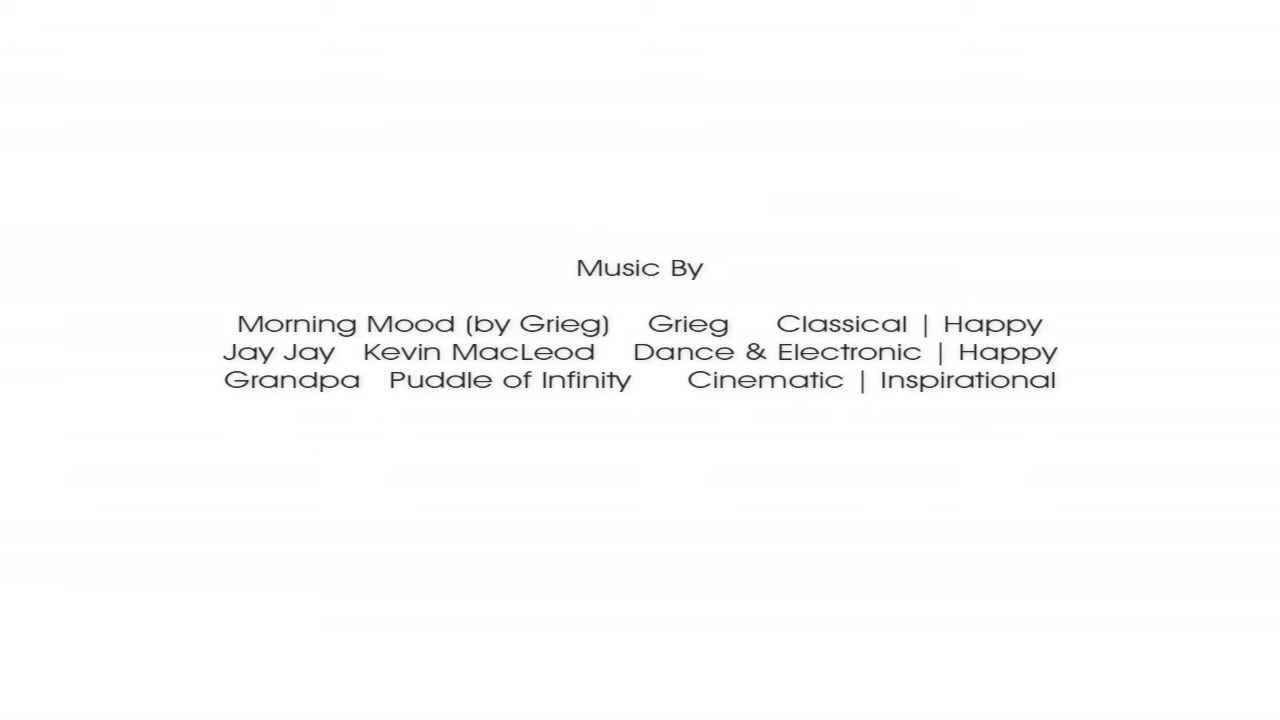 Music By
Morning Mood (by Grieg) Grieg Classical | Happy
Jay Jay Kevin MacLeod Dance & Electronic | Happy
Grandpa Puddle of Infinity Cinematic | Inspirational